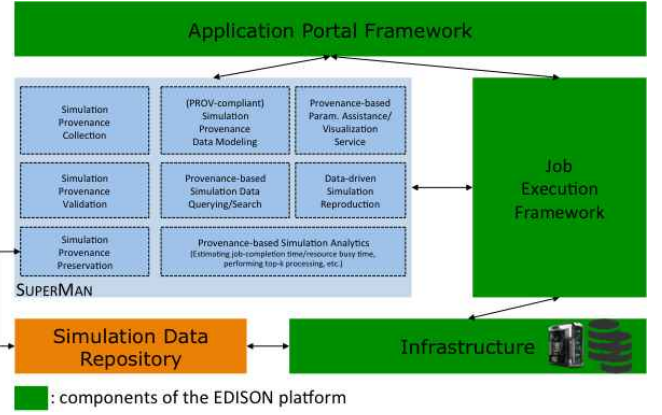 Application Portal Framework
Simulation
Provenance
Collection
(PROV-compliant)
Simulation
Provenance
Data Modeling
Provenance-based
Param. Assistance/
Visualization
Service
Simulation
Provenance
Validation
Provenance-based
Simulation Data
Querying/Search
Data-driven
Simulation
Reproduction
Simulation
Provenance
Preservation
Provenance-based Simulation Analytics
(Estimating job-completion time/resource busy time,
performing top-k processing, etc.)
SUPERMAN
Job
Execution
Framework
Simulation Data
Repository
Infrastructure
: components of the EDISON platform